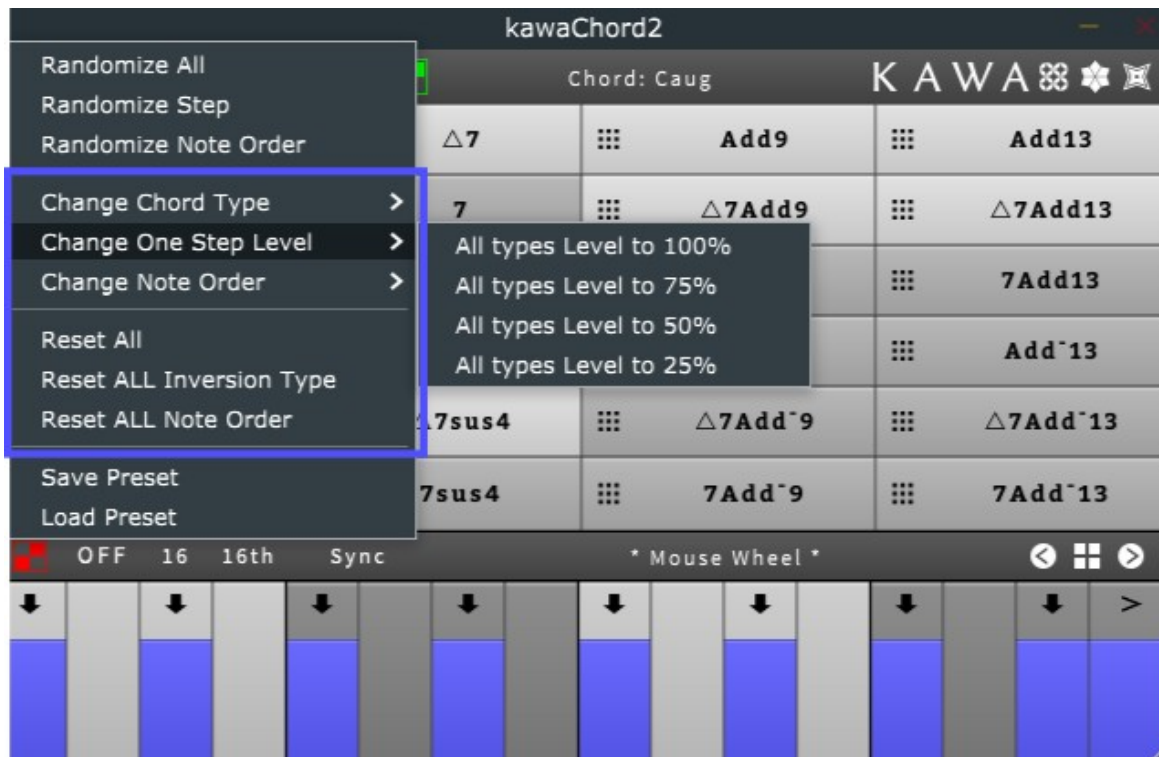 kawaChord2
Chord: Caug
KAWA
Randomize All
Randomize Step
Randomize Note Order
Change Chord Type >
Change One Step Level >
Change Note Order >
Reset All
Reset ALL Inversion Type
Reset ALL Note Order
Save Preset
Load Preset
All types Level to 100%
All types Level to 75%
All types Level to 50%
All types Level to 25%
△7 Add9 Add13
7 △7Add9 △7Add13
7Add13
Add⁻13
△7sus4 △7Add⁻9 △7Add⁻13
7sus4 7Add⁻9 7Add⁻13
OFF 16 16th Sync * Mouse Wheel *
>